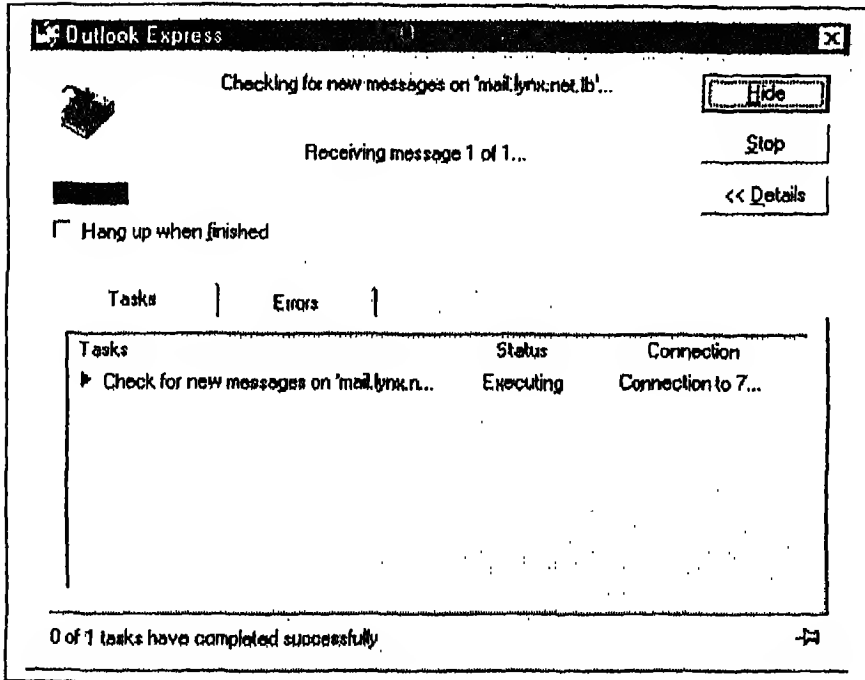 Outlook Express
Checking for new messages on 'mail.lynx.net.lb'...
Hide
Receiving message 1 of 1...
Stop
<< Details
Hang up when finished
Tasks
Errors
Tasks Status Connection
Check for new messages on 'mail.lynx.n... Executing Connection to 7...
0 of 1 tasks have completed successfully